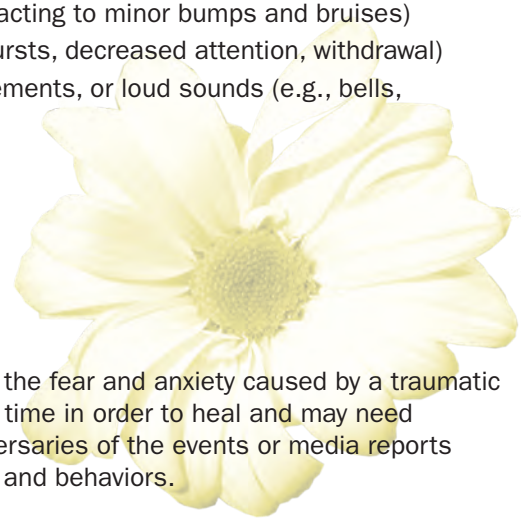 acting to minor bumps and bruises)
ursts, decreased attention, withdrawal)
ements, or loud sounds (e.g., bells,
the fear and anxiety caused by a traumatic
time in order to heal and may need
ersaries of the events or media reports
and behaviors.